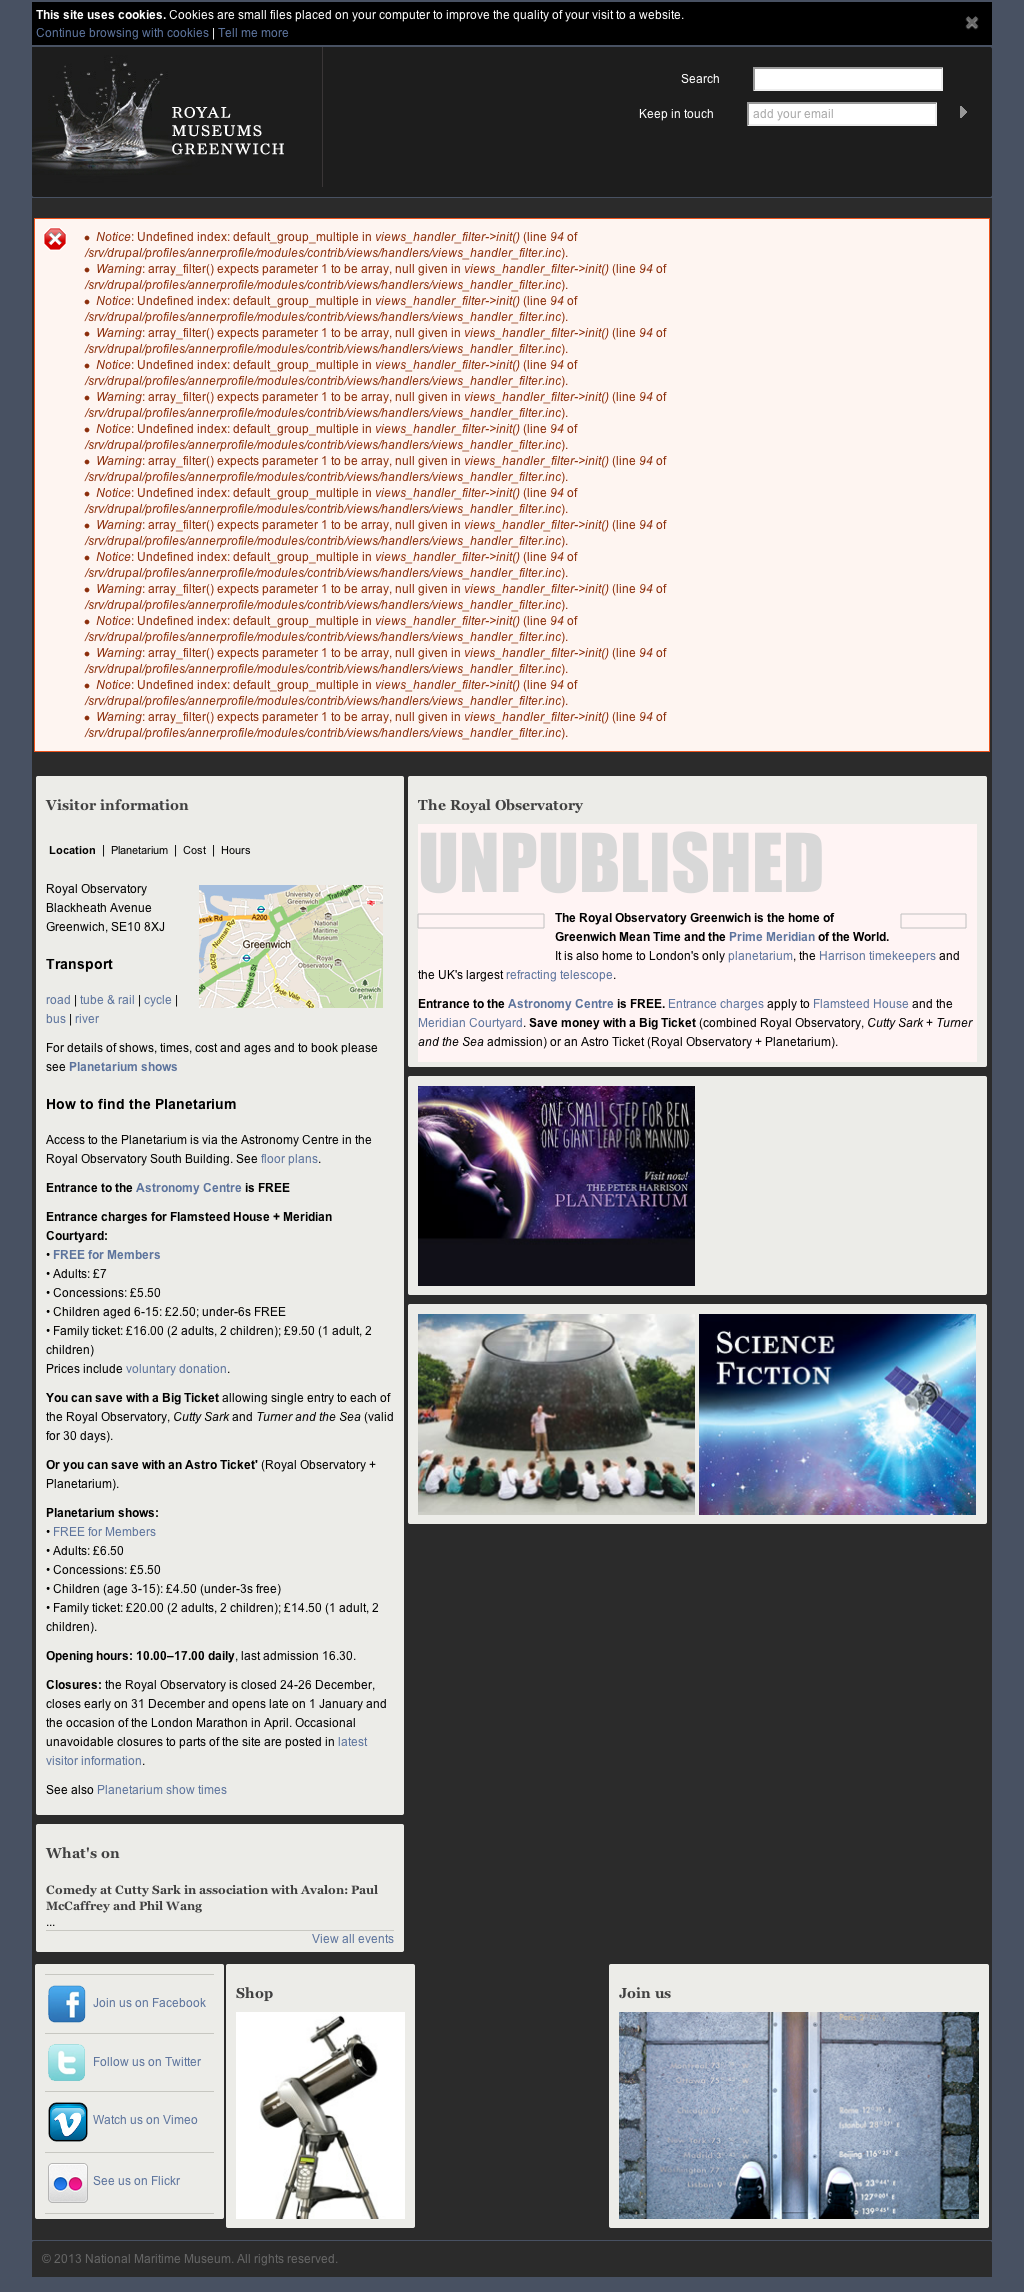 This site uses cookies. Cookies are small files placed on your computer to improve the quality of your visit to a website.
Continue browsing with cookies | Tell me more
ROYAL
MUSEUMS
GREENWICH
Search
Keep in touch
add your email
• Notice: Undefined index: default_group_multiple in views_handler_filter->init() (line 94 of
/srv/drupal/profiles/annerprofile/modules/contrib/views/handlers/views_handler_filter.inc).
• Warning: array_filter() expects parameter 1 to be array, null given in views_handler_filter->init() (line 94 of
/srv/drupal/profiles/annerprofile/modules/contrib/views/handlers/views_handler_filter.inc).
• Notice: Undefined index: default_group_multiple in views_handler_filter->init() (line 94 of
/srv/drupal/profiles/annerprofile/modules/contrib/views/handlers/views_handler_filter.inc).
• Warning: array_filter() expects parameter 1 to be array, null given in views_handler_filter->init() (line 94 of
/srv/drupal/profiles/annerprofile/modules/contrib/views/handlers/views_handler_filter.inc).
• Notice: Undefined index: default_group_multiple in views_handler_filter->init() (line 94 of
/srv/drupal/profiles/annerprofile/modules/contrib/views/handlers/views_handler_filter.inc).
• Warning: array_filter() expects parameter 1 to be array, null given in views_handler_filter->init() (line 94 of
/srv/drupal/profiles/annerprofile/modules/contrib/views/handlers/views_handler_filter.inc).
• Notice: Undefined index: default_group_multiple in views_handler_filter->init() (line 94 of
/srv/drupal/profiles/annerprofile/modules/contrib/views/handlers/views_handler_filter.inc).
• Warning: array_filter() expects parameter 1 to be array, null given in views_handler_filter->init() (line 94 of
/srv/drupal/profiles/annerprofile/modules/contrib/views/handlers/views_handler_filter.inc).
• Notice: Undefined index: default_group_multiple in views_handler_filter->init() (line 94 of
/srv/drupal/profiles/annerprofile/modules/contrib/views/handlers/views_handler_filter.inc).
• Warning: array_filter() expects parameter 1 to be array, null given in views_handler_filter->init() (line 94 of
/srv/drupal/profiles/annerprofile/modules/contrib/views/handlers/views_handler_filter.inc).
• Notice: Undefined index: default_group_multiple in views_handler_filter->init() (line 94 of
/srv/drupal/profiles/annerprofile/modules/contrib/views/handlers/views_handler_filter.inc).
• Warning: array_filter() expects parameter 1 to be array, null given in views_handler_filter->init() (line 94 of
/srv/drupal/profiles/annerprofile/modules/contrib/views/handlers/views_handler_filter.inc).
• Notice: Undefined index: default_group_multiple in views_handler_filter->init() (line 94 of
/srv/drupal/profiles/annerprofile/modules/contrib/views/handlers/views_handler_filter.inc).
• Warning: array_filter() expects parameter 1 to be array, null given in views_handler_filter->init() (line 94 of
/srv/drupal/profiles/annerprofile/modules/contrib/views/handlers/views_handler_filter.inc).
• Notice: Undefined index: default_group_multiple in views_handler_filter->init() (line 94 of
/srv/drupal/profiles/annerprofile/modules/contrib/views/handlers/views_handler_filter.inc).
• Warning: array_filter() expects parameter 1 to be array, null given in views_handler_filter->init() (line 94 of
/srv/drupal/profiles/annerprofile/modules/contrib/views/handlers/views_handler_filter.inc).
Visitor information
Location | Planetarium | Cost | Hours
Royal Observatory
Blackheath Avenue
Greenwich, SE10 8XJ
Trafalgar Rd
University of
Greenwich
Creek Rd
A200
National
Maritime
Museum
Norman Rd
Greenwich
B208
Royal
Observatory
Greenwich S St
Hyde Vale
Greenwich
Park
Transport
road | tube & rail | cycle |
bus | river
For details of shows, times, cost and ages and to book please
see Planetarium shows
How to find the Planetarium
Access to the Planetarium is via the Astronomy Centre in the
Royal Observatory South Building. See floor plans.
Entrance to the Astronomy Centre is FREE
Entrance charges for Flamsteed House + Meridian
Courtyard:
• FREE for Members
• Adults: £7
• Concessions: £5.50
• Children aged 6-15: £2.50; under-6s FREE
• Family ticket: £16.00 (2 adults, 2 children); £9.50 (1 adult, 2
children)
Prices include voluntary donation.
You can save with a Big Ticket allowing single entry to each of
the Royal Observatory, Cutty Sark and Turner and the Sea (valid
for 30 days).
Or you can save with an Astro Ticket' (Royal Observatory +
Planetarium).
Planetarium shows:
• FREE for Members
• Adults: £6.50
• Concessions: £5.50
• Children (age 3-15): £4.50 (under-3s free)
• Family ticket: £20.00 (2 adults, 2 children); £14.50 (1 adult, 2
children).
Opening hours: 10.00–17.00 daily, last admission 16.30.
Closures: the Royal Observatory is closed 24-26 December,
closes early on 31 December and opens late on 1 January and
the occasion of the London Marathon in April. Occasional
unavoidable closures to parts of the site are posted in latest
visitor information.
See also Planetarium show times
The Royal Observatory
UNPUBLISHED
The Royal Observatory Greenwich is the home of
Greenwich Mean Time and the Prime Meridian of the World.
It is also home to London's only planetarium, the Harrison timekeepers and
the UK's largest refracting telescope.
Entrance to the Astronomy Centre is FREE. Entrance charges apply to Flamsteed House and the
Meridian Courtyard. Save money with a Big Ticket (combined Royal Observatory, Cutty Sark + Turner
and the Sea admission) or an Astro Ticket (Royal Observatory + Planetarium).
ONE SMALL STEP FOR BEN
ONE GIANT LEAP FOR MANKIND
Visit now!
THE PETER HARRISON
PLANETARIUM
SCIENCE
FICTION
What's on
Comedy at Cutty Sark in association with Avalon: Paul
McCaffrey and Phil Wang
...
View all events
Join us on Facebook
Follow us on Twitter
Watch us on Vimeo
See us on Flickr
Shop
Join us
© 2013 National Maritime Museum. All rights reserved.